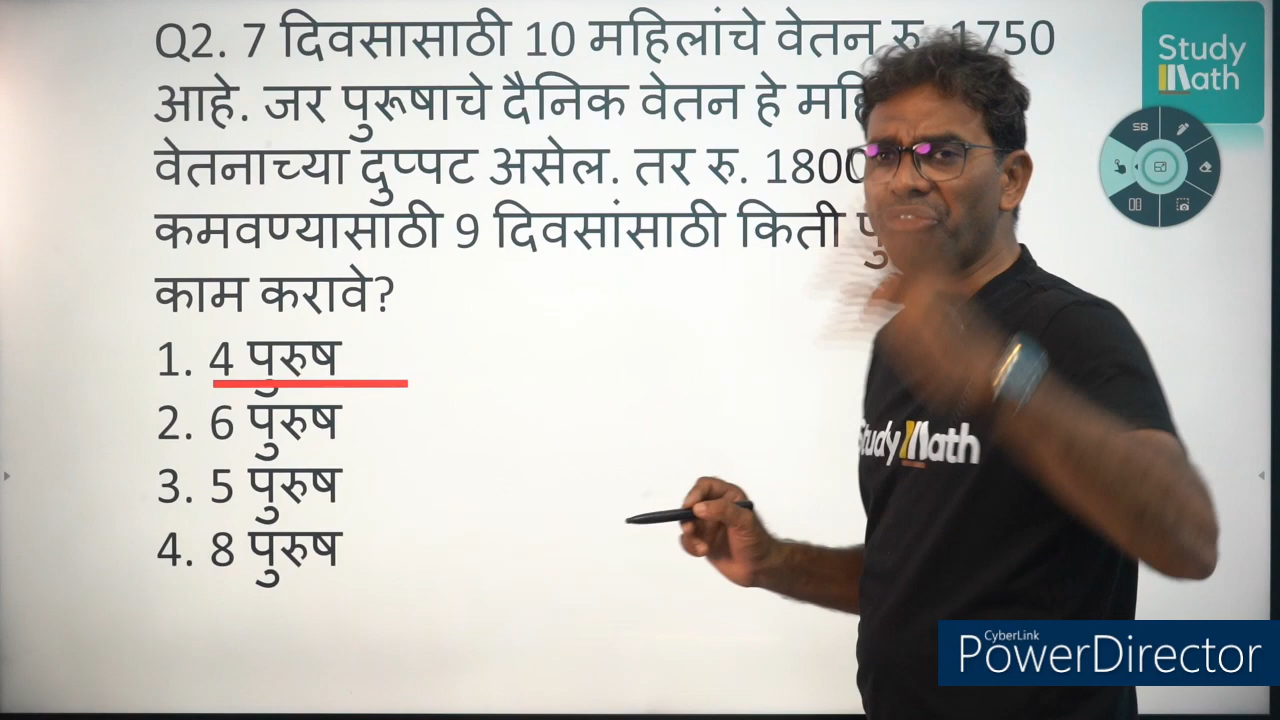 Q2. 7 दिवसासाठी 10 महिलांचे वेतन रु. 1750
आहे. जर पुरूषाचे दैनिक वेतन हे
वेतनाच्या दुप्पट असेल. तर रु. 1800
कमवण्यासाठी 9 दिवसांसाठी किती
काम करावे?
1. 4 पुरुष
2. 6 पुरुष
3. 5 पुरुष
4. 8 पुरुष
Study
Math
SB
Study Math
CyberLink
PowerDirector